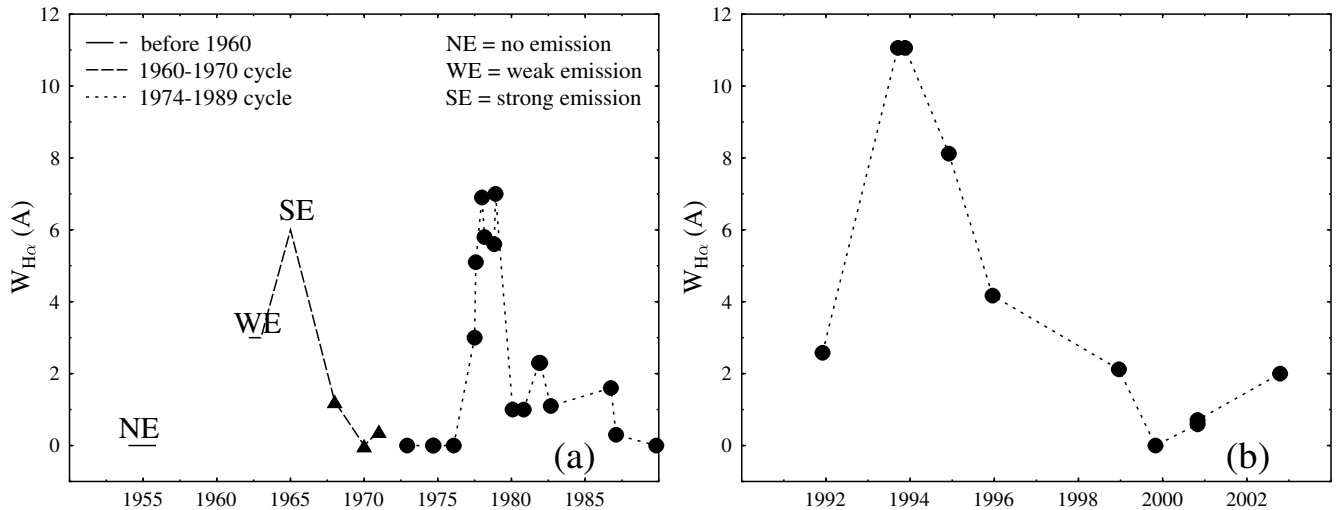 12
10
8
6
4
2
0
W_Hα (A)
before 1960
1960-1970 cycle
1974-1989 cycle
NE = no emission
WE = weak emission
SE = strong emission
SE
WE
NE
(a)
1955 1960 1965 1970 1975 1980 1985
12
10
8
6
4
2
0
W_Hα (A)
(b)
1992 1994 1996 1998 2000 2002